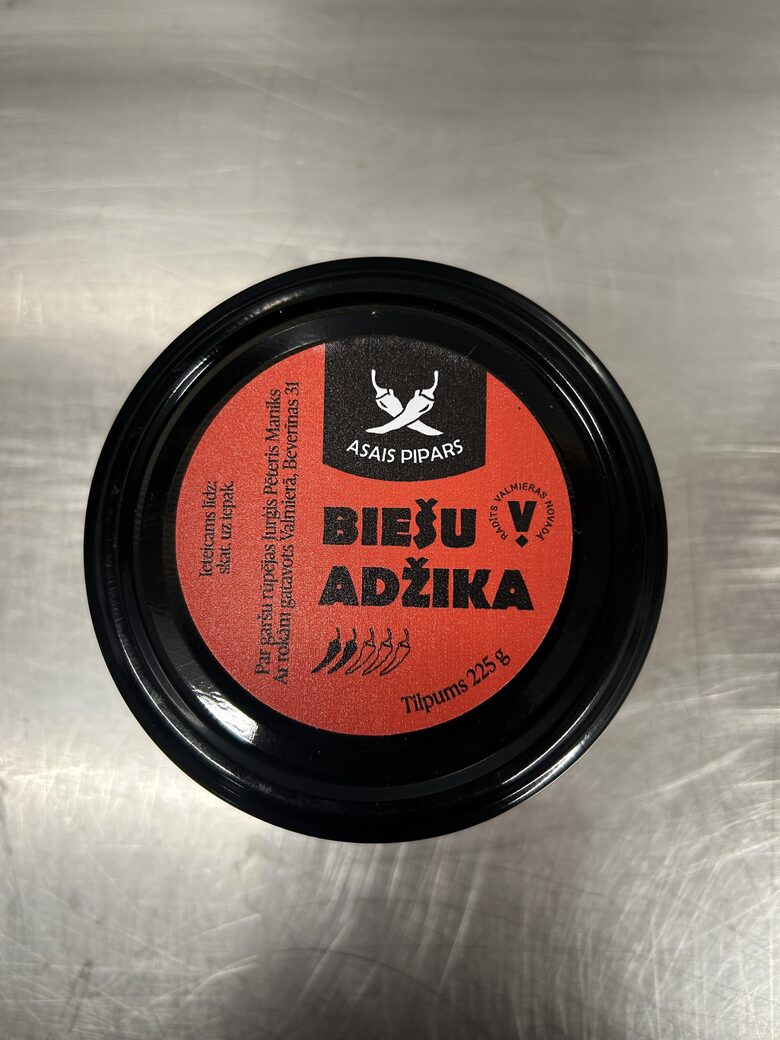 ASAIS PIPARS
BIEŠU
ADŽIKA
RADĪTS VALMIERAS NOVADĀ
Tilpums 225 g
Par garšu rūpējas Jurģis Pēteris Maniks
Ar rokām gatavots Valmierā, Beverīnas 31
Ieteicams līdz:
skat. uz iepak.